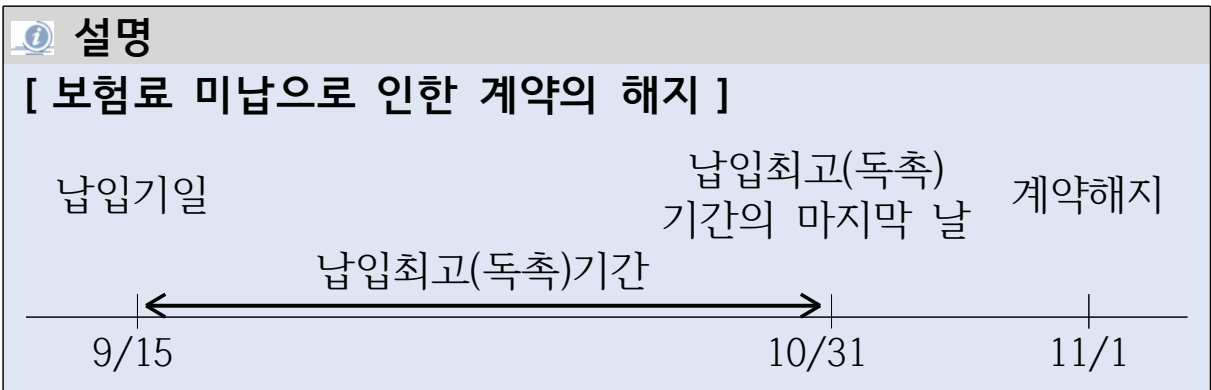 설명
[ 보험료 미납으로 인한 계약의 해지 ]
납입기일
납입최고(독촉)
기간의 마지막 날
계약해지
납입최고(독촉)기간
9/15
10/31
11/1